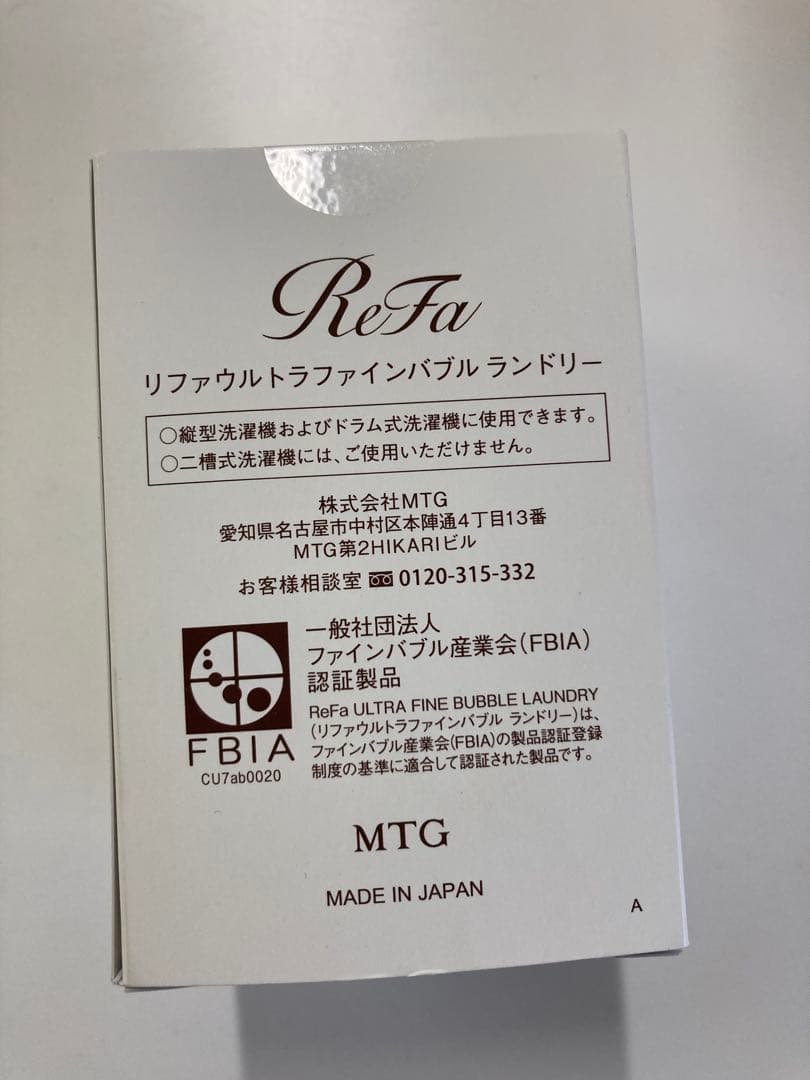 ReFa
リファウルトラファインバブル ランドリー
○縦型洗濯機およびドラム式洗濯機に使用できます。
○二槽式洗濯機には、ご使用いただけません。
株式会社MTG
愛知県名古屋市中村区本陣通4丁目13番
MTG第2HIKARIビル
お客様相談室 0120-315-332
一般社団法人
ファインバブル産業会(FBIA)
認証製品
ReFa ULTRA FINE BUBBLE LAUNDRY
(リファウルトラファインバブル ランドリー)は、
ファインバブル産業会(FBIA)の製品認証登録
制度の基準に適合して認証された製品です。
FBIA
CU7ab0020
MTG
MADE IN JAPAN
A